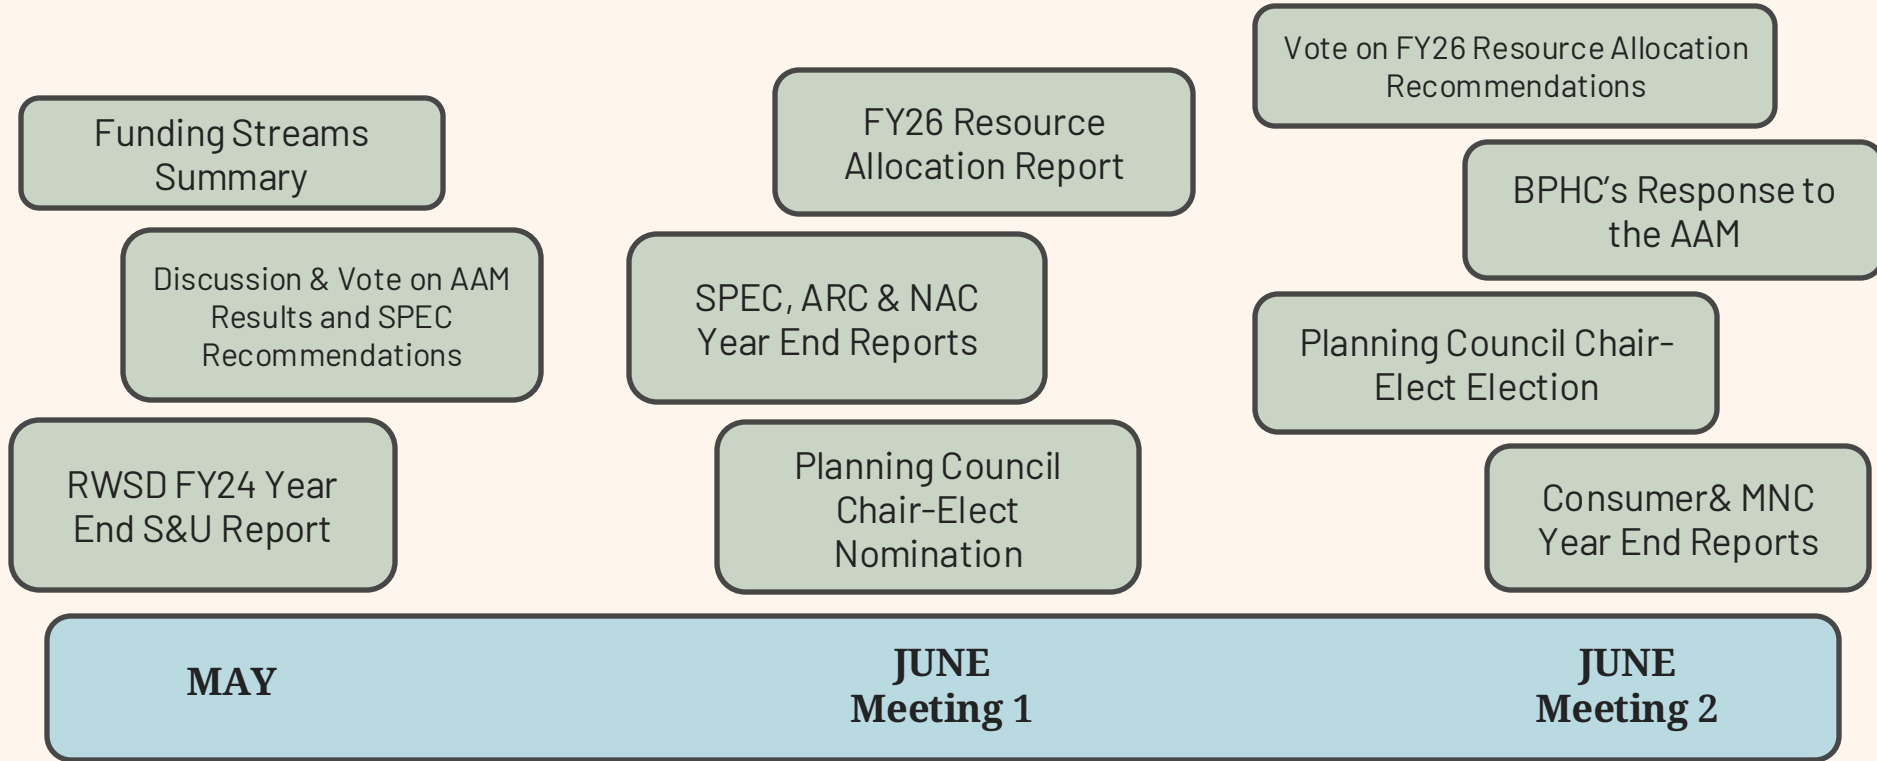 Funding Streams
Summary
Discussion & Vote on AAM
Results and SPEC
Recommendations
RWSD FY24 Year
End S&U Report
FY26 Resource
Allocation Report
SPEC, ARC & NAC
Year End Reports
Planning Council
Chair-Elect
Nomination
Vote on FY26 Resource Allocation
Recommendations
BPHC’s Response to
the AAM
Planning Council Chair-
Elect Election
Consumer& MNC
Year End Reports
MAY
JUNE
Meeting 1
JUNE
Meeting 2